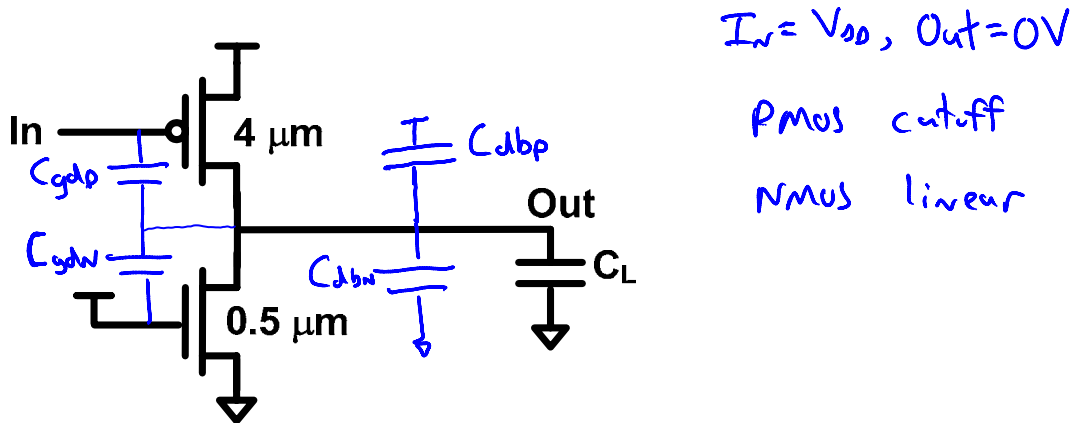 In = VDD, Out = 0V
PMOS cutoff
NMOS linear
In
4 μm
Cgdp
Cdbp
Out
CL
CgdN
CdbN
0.5 μm